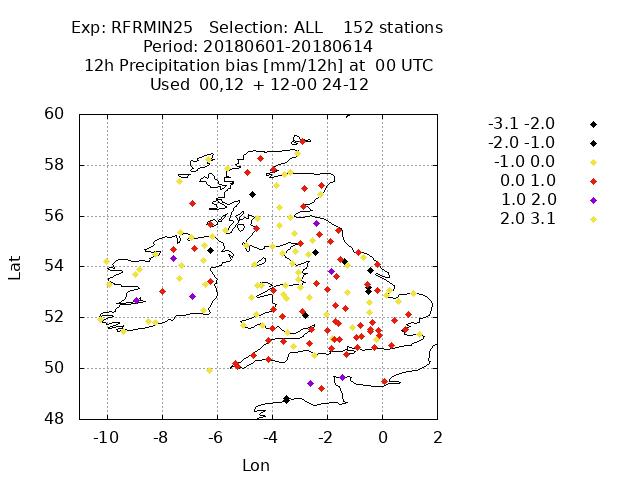 Exp: RFRMIN25 Selection: ALL 152 stations
Period: 20180601-20180614
12h Precipitation bias [mm/12h] at 00 UTC
Used 00,12 + 12-00 24-12
-3.1 -2.0
-2.0 -1.0
-1.0 0.0
0.0 1.0
1.0 2.0
2.0 3.1
60
58
56
54
52
50
48
Lat
-10 -8 -6 -4 -2 0 2
Lon